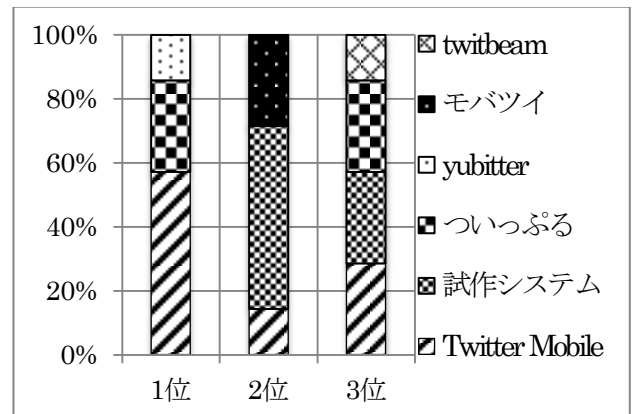 100%
80%
60%
40%
20%
0%
1位 2位 3位
twitbeam
モバツイ
yubitter
ついっぷる
試作システム
Twitter Mobile